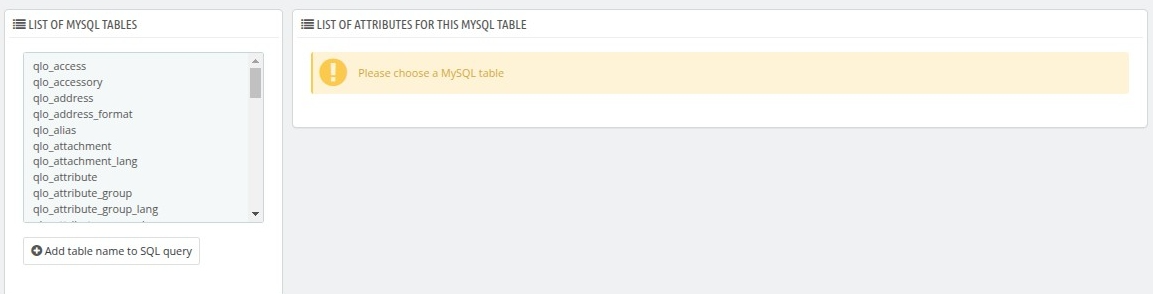 LIST OF MYSQL TABLES
qlo_access
qlo_accessory
qlo_address
qlo_address_format
qlo_alias
qlo_attachment
qlo_attachment_lang
qlo_attribute
qlo_attribute_group
qlo_attribute_group_lang
Add table name to SQL query
LIST OF ATTRIBUTES FOR THIS MYSQL TABLE
Please choose a MySQL table